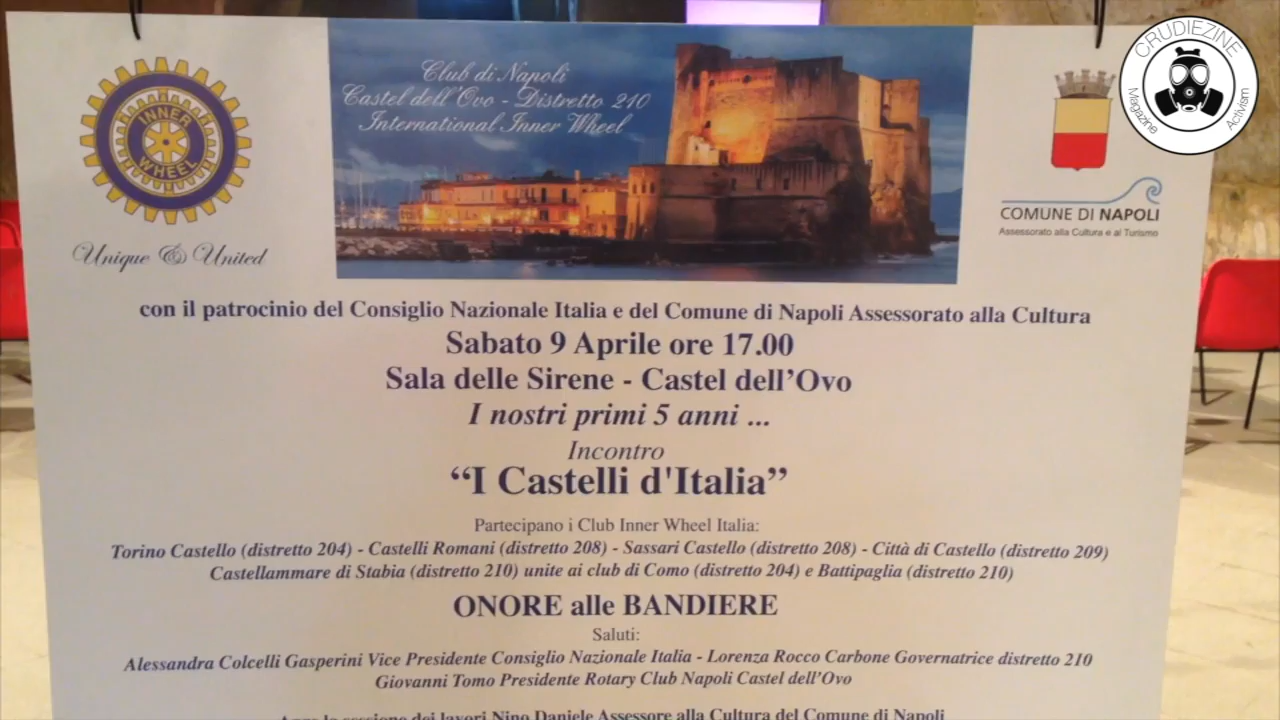 CRUDIEZINE
Magazine Activism
INNER
WHEEL
Unique & United
Club di Napoli
Castel dell'Ovo - Distretto 210
International Inner Wheel
COMUNE DI NAPOLI
Assessorato alla Cultura e al Turismo
con il patrocinio del Consiglio Nazionale Italia e del Comune di Napoli Assessorato alla Cultura
Sabato 9 Aprile ore 17.00
Sala delle Sirene - Castel dell'Ovo
I nostri primi 5 anni ...
Incontro
“I Castelli d'Italia”
Partecipano i Club Inner Wheel Italia:
Torino Castello (distretto 204) - Castelli Romani (distretto 208) - Sassari Castello (distretto 208) - Città di Castello (distretto 209)
Castellammare di Stabia (distretto 210) unite ai club di Como (distretto 204) e Battipaglia (distretto 210)
ONORE alle BANDIERE
Saluti:
Alessandra Colcelli Gasperini Vice Presidente Consiglio Nazionale Italia - Lorenza Rocco Carbone Governatrice distretto 210
Giovanni Tomo Presidente Rotary Club Napoli Castel dell'Ovo
Apre la sessione dei lavori Nino Daniele Assessore alla Cultura del Comune di Napoli